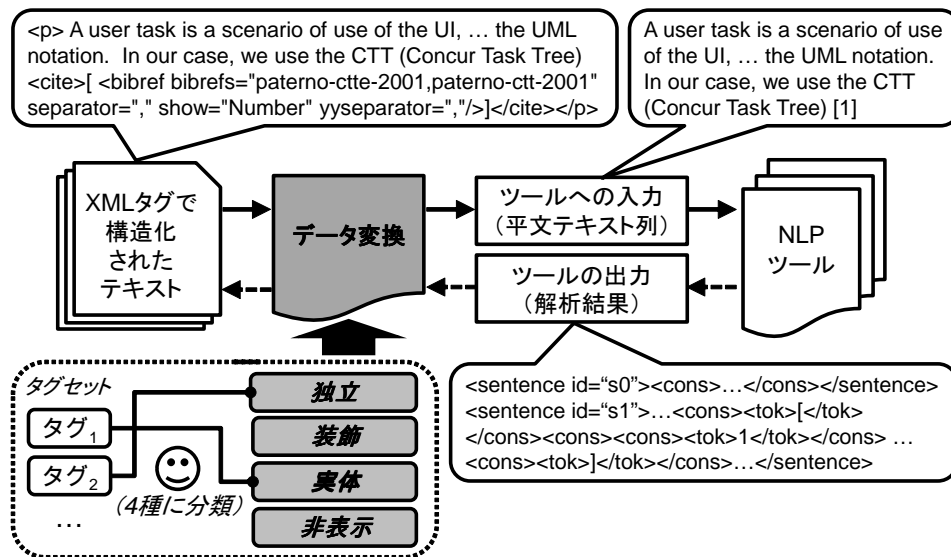 <p> A user task is a scenario of use of the UI, … the UML
notation.  In our case, we use the CTT (Concur Task Tree)
<cite>[ <bibref bibrefs="paterno-ctte-2001,paterno-ctt-2001"
separator="," show="Number" yyseparator=","/>]</cite></p>
A user task is a scenario of use
of the UI, … the UML notation.
In our case, we use the CTT
(Concur Task Tree) [1]
XMLタグで
構造化
された
テキスト
データ変換
ツールへの入力
（平文テキスト列）
ツールの出力
（解析結果）
NLP
ツール
タグセット
タグ1
タグ2
…
（4種に分類）
独立
装飾
実体
非表示
<sentence id=“s0”><cons>…</cons></sentence>
<sentence id=“s1”>…<cons><tok>[</tok>
</cons><cons><cons><tok>1</tok></cons> …
<cons><tok>]</tok></cons>…</sentence>